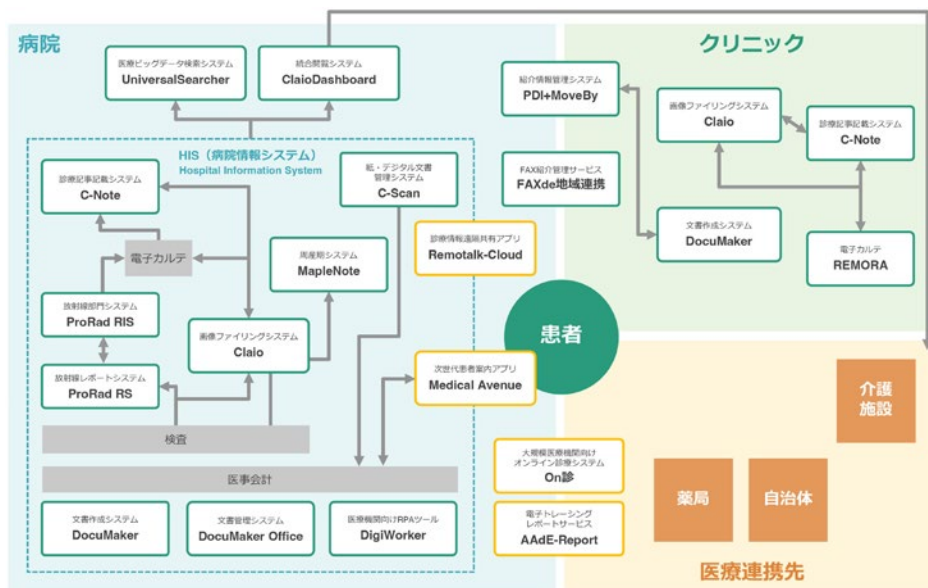 病院
医療ビッグデータ検索システム
UniversalSearcher
統合閲覧システム
ClaioDashboard
HIS（病院情報システム）
Hospital Information System
診療記事記載システム
C-Note
紙・デジタル文書
管理システム
C-Scan
電子カルテ
周産期システム
MapleNote
放射線部門システム
ProRad RIS
画像ファイリングシステム
Claio
放射線レポートシステム
ProRad RS
検査
医事会計
文書作成システム
DocuMaker
文書管理システム
DocuMaker Office
医療機関向けRPAツール
DigiWorker
診療情報遠隔共有アプリ
Remotalk-Cloud
次世代患者案内アプリ
Medical Avenue
大規模医療機関向け
オンライン診療システム
On診
電子トレーシング
レポートサービス
AAdE-Report
患者
クリニック
紹介情報管理システム
PDI+MoveBy
FAX紹介管理サービス
FAXde地域連携
画像ファイリングシステム
Claio
診療記事記載システム
C-Note
文書作成システム
DocuMaker
電子カルテ
REMORA
介護
施設
薬局
自治体
医療連携先